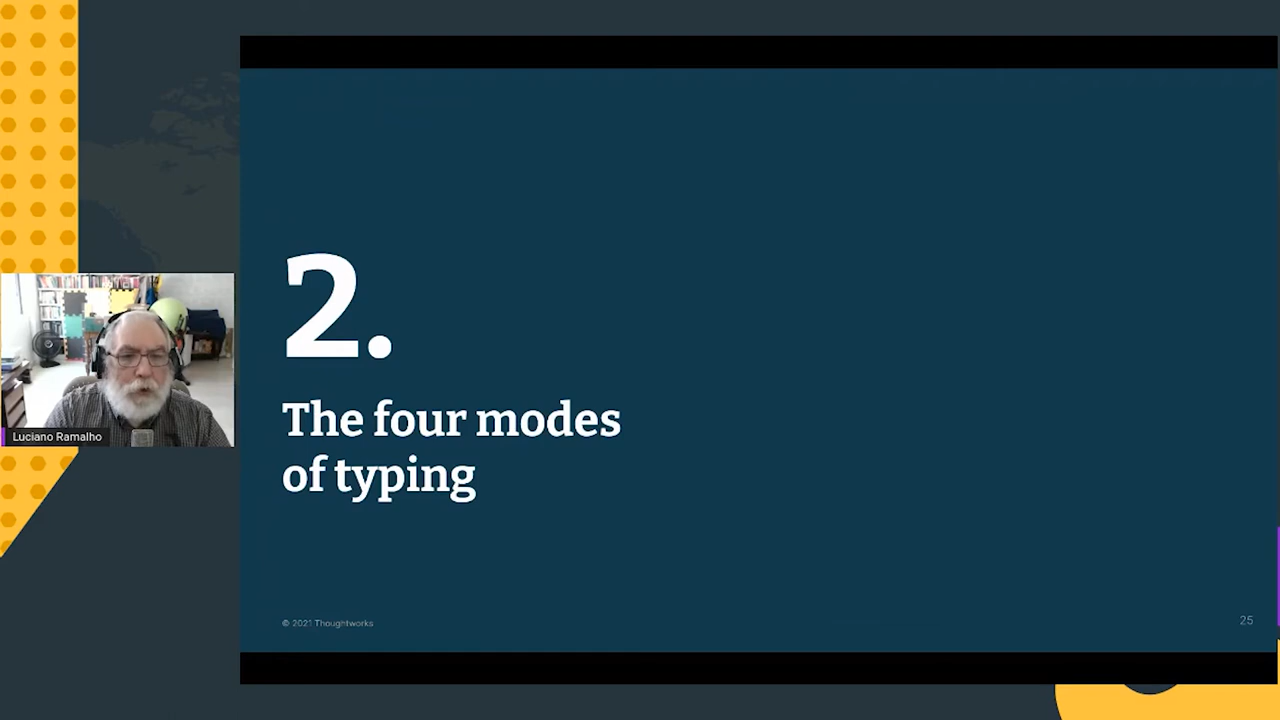 2.
The four modes
of typing
Luciano Ramalho
© 2021 Thoughtworks
25